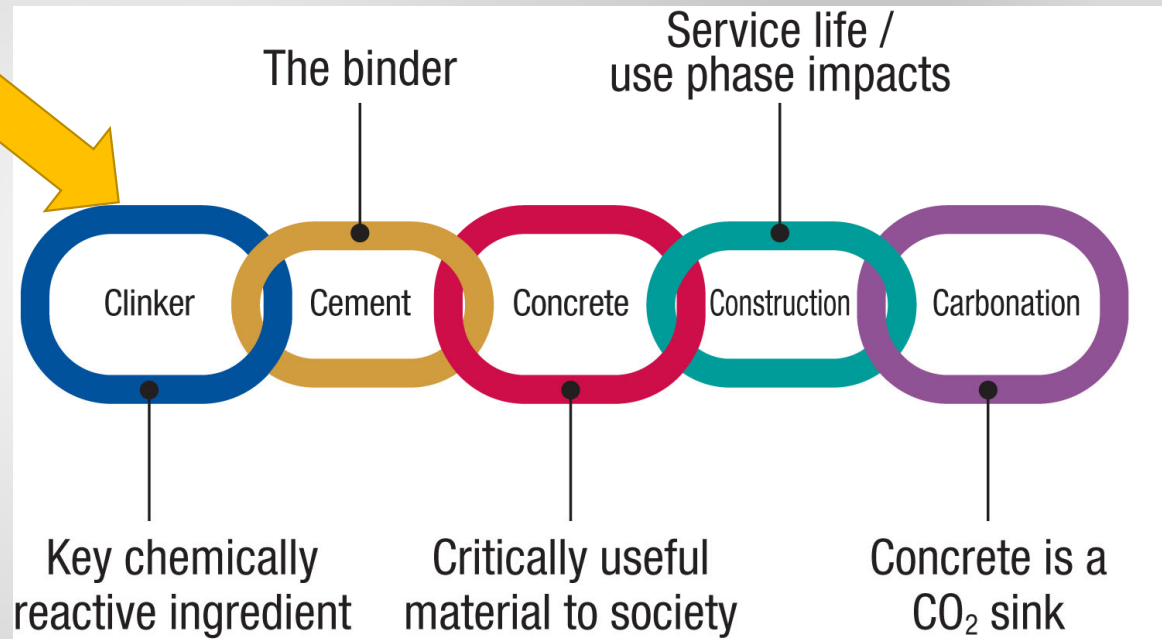 The binder
Service life /
use phase impacts
Clinker
Cement
Concrete
Construction
Carbonation
Key chemically
reactive ingredient
Critically useful
material to society
Concrete is a
CO₂ sink